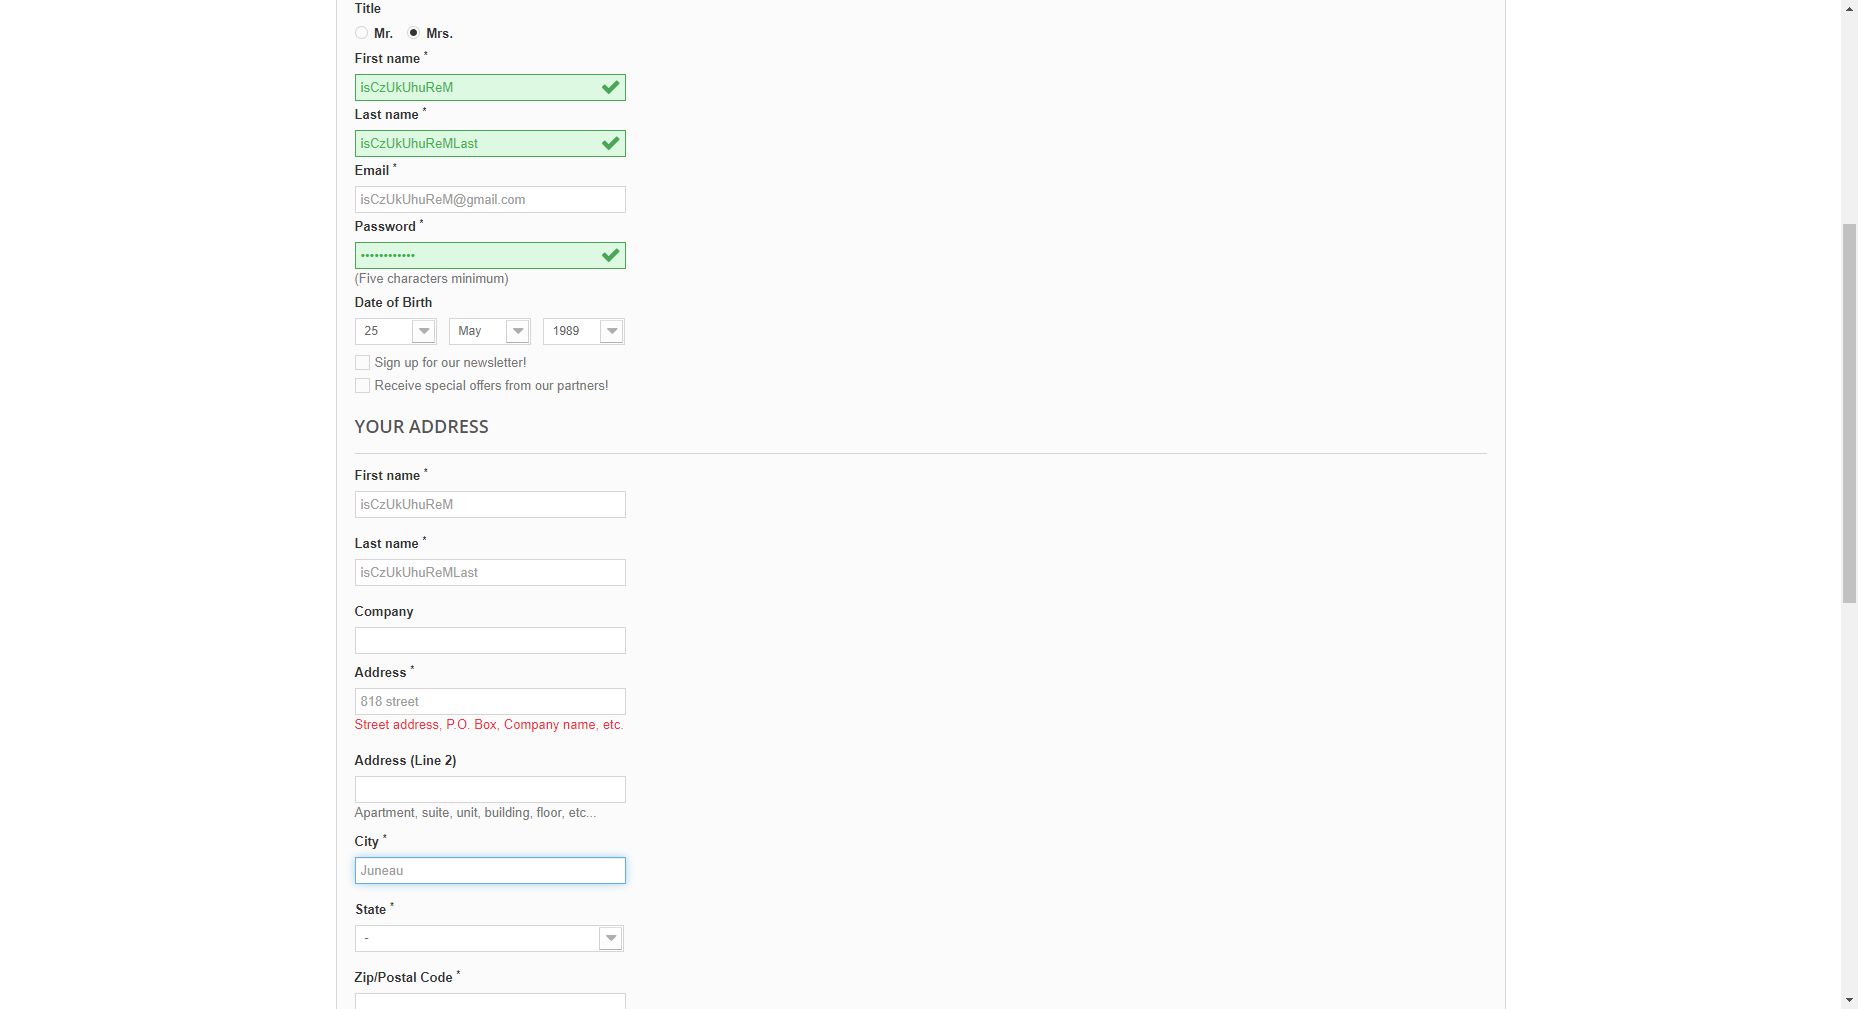 Title
Mr. Mrs.
First name *
isCzUkUhuReM
Last name *
isCzUkUhuReMLast
Email *
isCzUkUhuReM@gmail.com
Password *
••••••••••••
(Five characters minimum)
Date of Birth
25 May 1989
Sign up for our newsletter!
Receive special offers from our partners!
YOUR ADDRESS
First name *
isCzUkUhuReM
Last name *
isCzUkUhuReMLast
Company
Address *
818 street
Street address, P.O. Box, Company name, etc.
Address (Line 2)
Apartment, suite, unit, building, floor, etc...
City *
Juneau
State *
-
Zip/Postal Code *